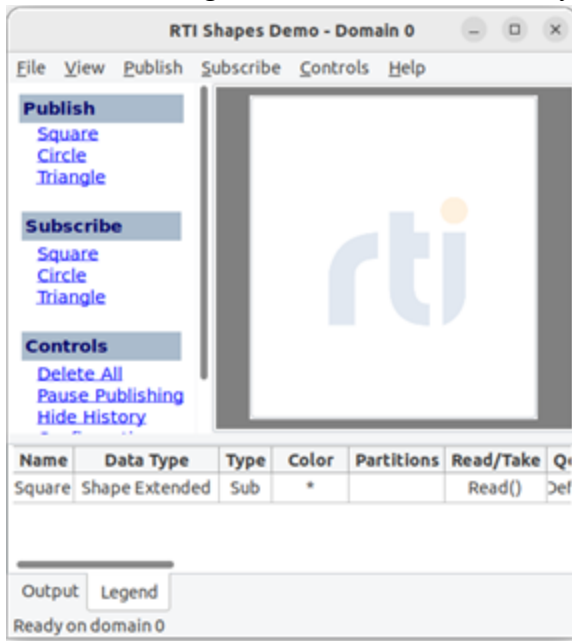 RTI Shapes Demo - Domain 0
File View Publish Subscribe Controls Help
Publish
Square
Circle
Triangle
Subscribe
Square
Circle
Triangle
Controls
Delete All
Pause Publishing
Hide History
rti
Name Data Type Type Color Partitions Read/Take
Square Shape Extended Sub * Read()
Output Legend
Ready on domain 0